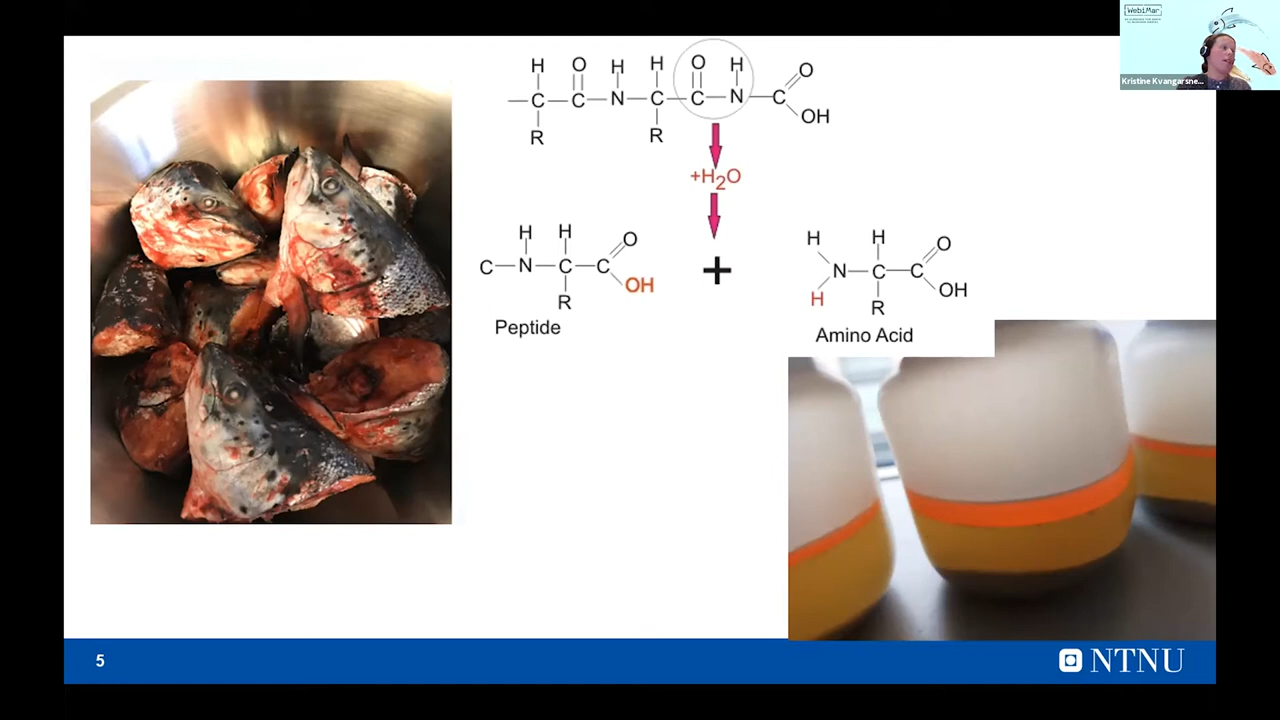 WebiMar
Kristine Kvangarsne...
H O H H O H O
C C N C C N C
R R OH
+H2O
H H O
C N C C
OH
R
Peptide
+
H H O
N C C
H OH
R
Amino Acid
5
NTNU